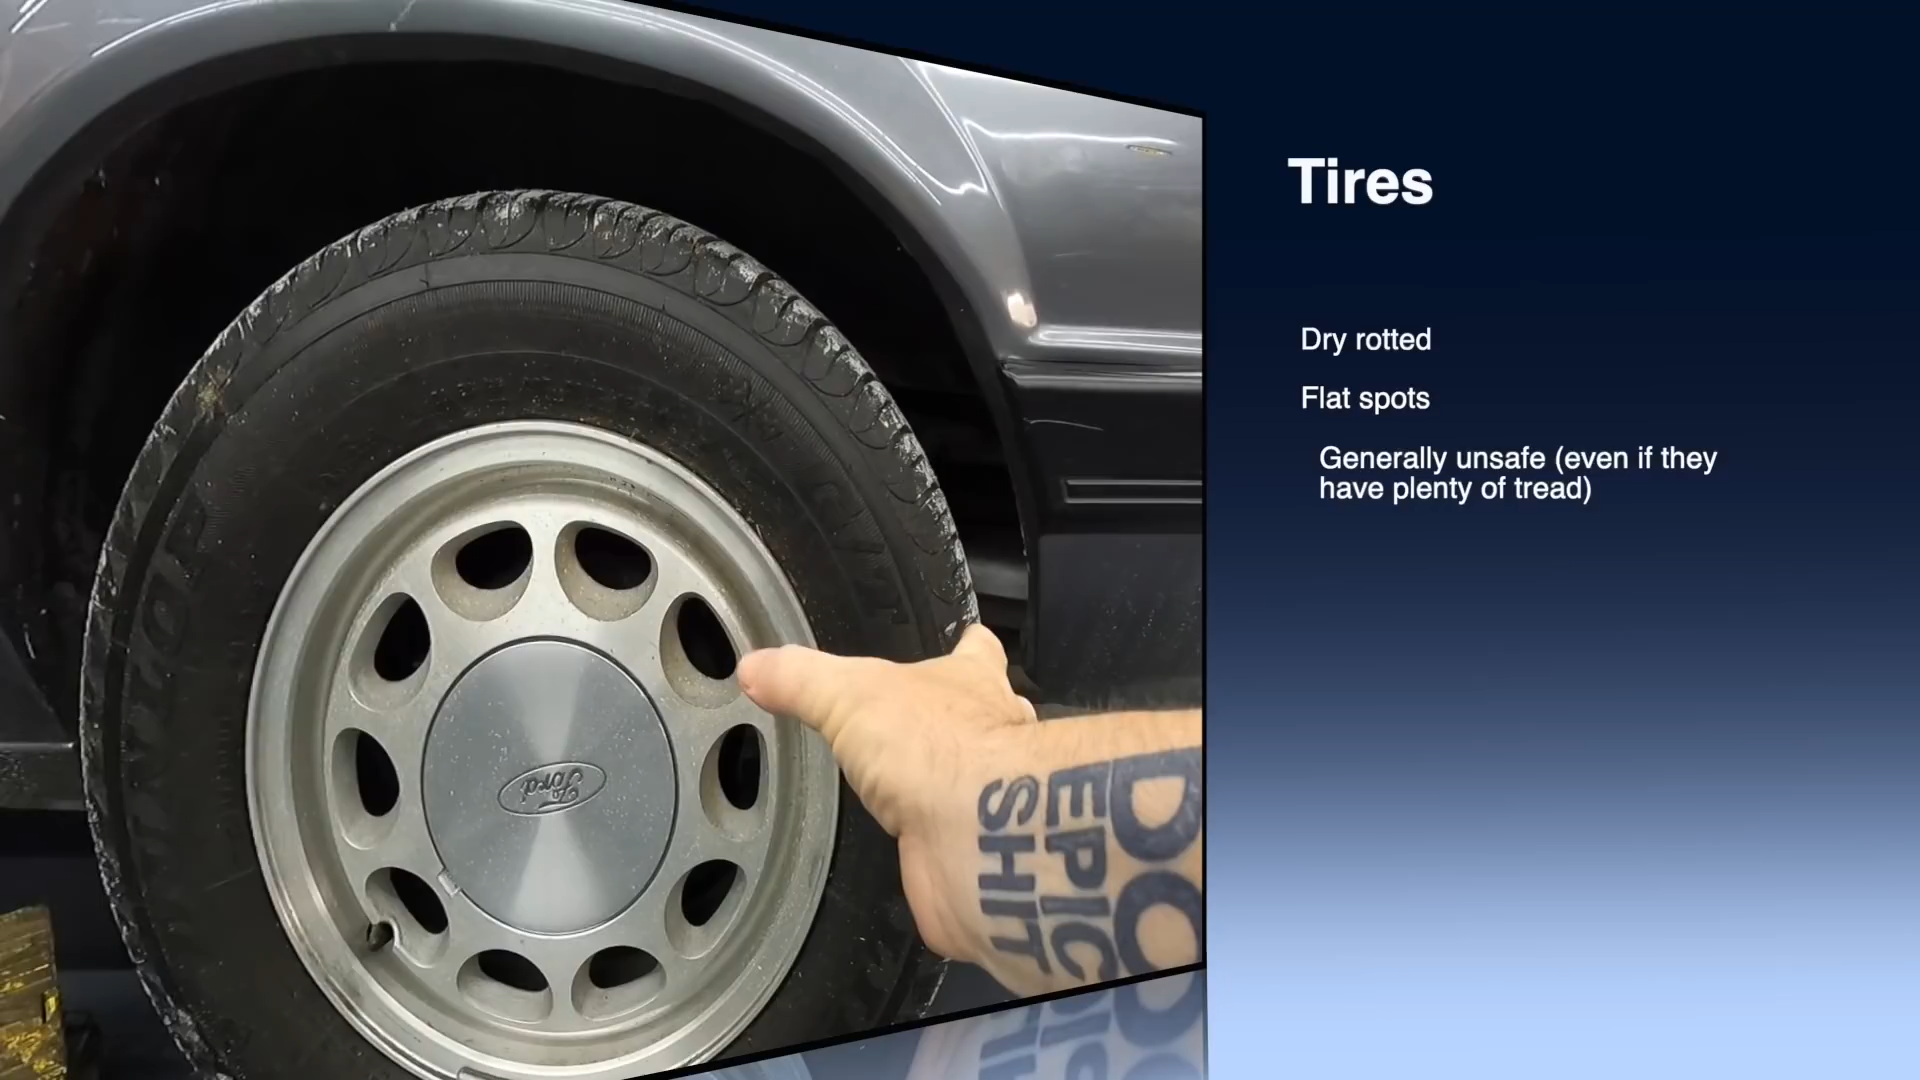 Tires
Dry rotted
Flat spots
Generally unsafe (even if they
have plenty of tread)
Ford
DO
EPIC
SHIT